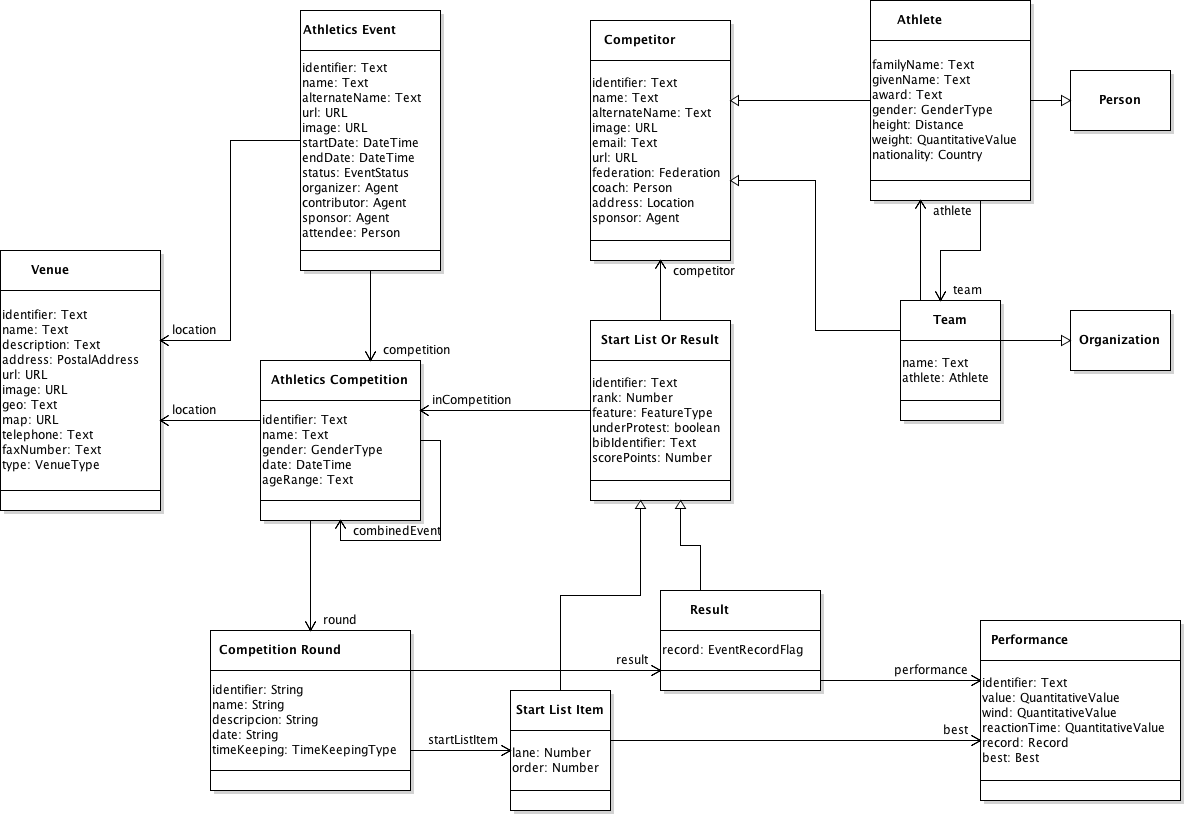 Athletics Event
identifier: Text
name: Text
alternateName: Text
url: URL
image: URL
startDate: DateTime
endDate: DateTime
status: EventStatus
organizer: Agent
contributor: Agent
sponsor: Agent
attendee: Person
Competitor
identifier: Text
name: Text
alternateName: Text
image: URL
email: Text
url: URL
federation: Federation
coach: Person
address: Location
sponsor: Agent
Athlete
familyName: Text
givenName: Text
award: Text
gender: GenderType
height: Distance
weight: QuantitativeValue
nationality: Country
Person
athlete
team
competitor
Venue
identifier: Text
name: Text
description: Text
address: PostalAddress
url: URL
image: URL
geo: Text
map: URL
telephone: Text
faxNumber: Text
type: VenueType
location
location
competition
Athletics Competition
identifier: Text
name: Text
gender: GenderType
date: DateTime
ageRange: Text
combinedEvent
inCompetition
Start List Or Result
identifier: Text
rank: Number
feature: FeatureType
underProtest: boolean
bibIdentifier: Text
scorePoints: Number
Team
name: Text
athlete: Athlete
Organization
round
Competition Round
identifier: String
name: String
descripcion: String
date: String
timeKeeping: TimeKeepingType
result
startListItem
Result
record: EventRecordFlag
Start List Item
lane: Number
order: Number
performance
best
Performance
identifier: Text
value: QuantitativeValue
wind: QuantitativeValue
reactionTime: QuantitativeValue
record: Record
best: Best